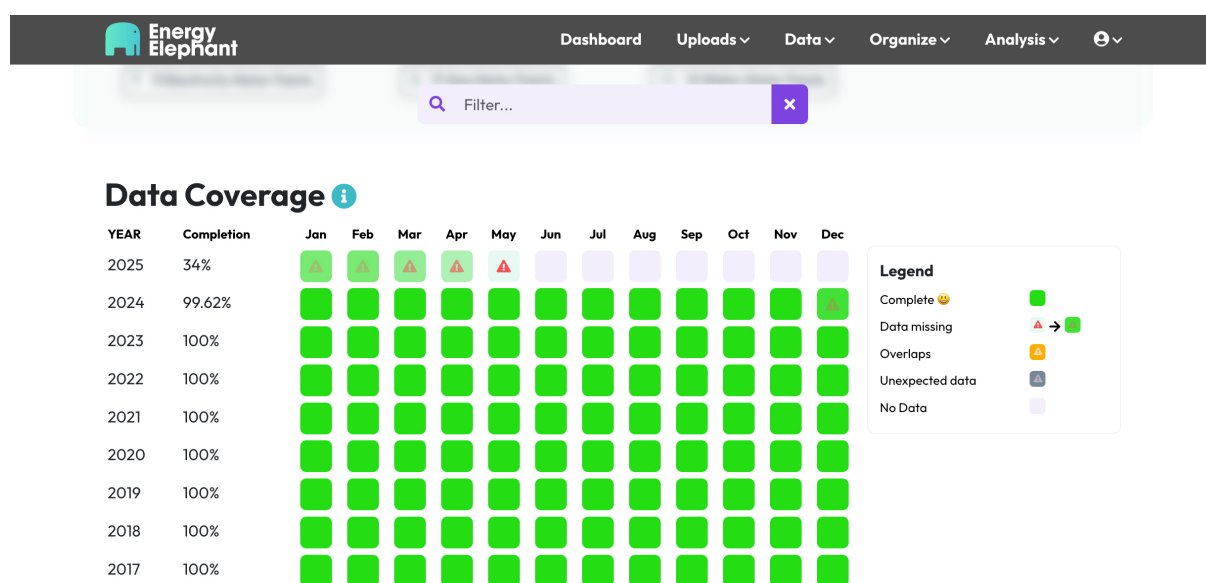 Energy
Elephant
Dashboard Uploads Data Organize Analysis
Filter...
Data Coverage
YEAR Completion Jan Feb Mar Apr May Jun Jul Aug Sep Oct Nov Dec
2025 34%
2024 99.62%
2023 100%
2022 100%
2021 100%
2020 100%
2019 100%
2018 100%
2017 100%
Legend
Complete 😃
Data missing
Overlaps
Unexpected data
No Data